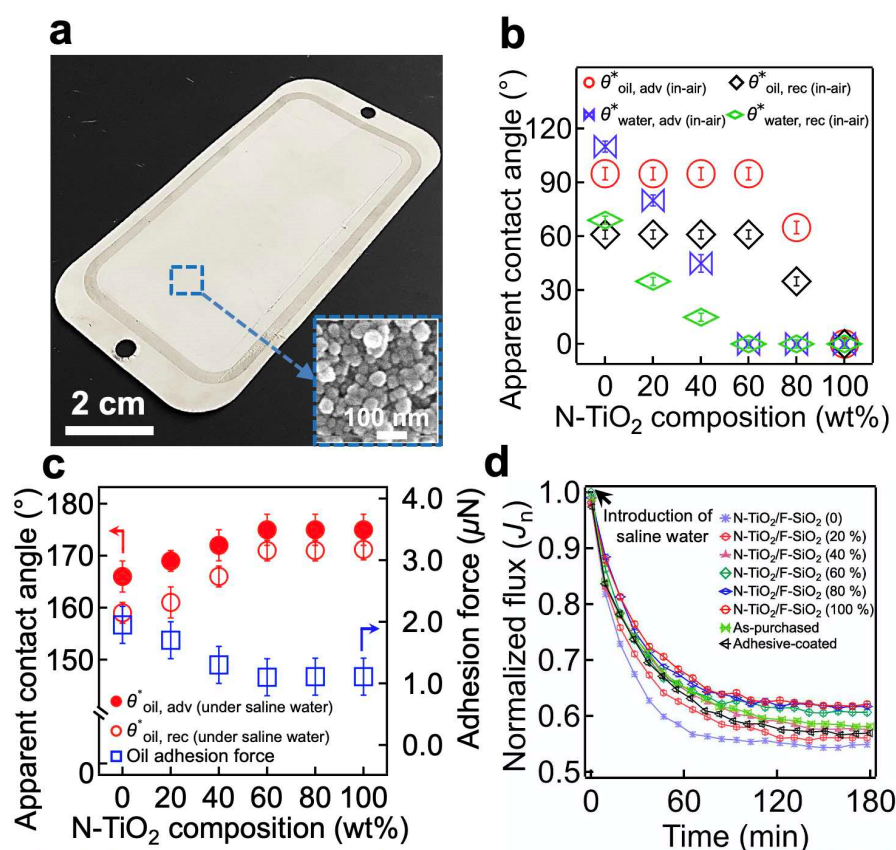 a
2 cm
100 nm
b
Apparent contact angle (°)
θ*oil, adv (in-air)
θ*oil, rec (in-air)
θ*water, adv (in-air)
θ*water, rec (in-air)
120
90
60
30
0
0 20 40 60 80 100
N-TiO2 composition (wt%)
c
Apparent contact angle (°)
180
170
160
150
0
4.0
3.0
2.0
1.0
0.0
Adhesion force (µN)
θ*oil, adv (under saline water)
θ*oil, rec (under saline water)
Oil adhesion force
0 20 40 60 80 100
N-TiO2 composition (wt%)
d
Normalized flux (Jn)
1.0
0.9
0.8
0.7
0.6
0.5
Introduction of
saline water
N-TiO2/F-SiO2 (0)
N-TiO2/F-SiO2 (20 %)
N-TiO2/F-SiO2 (40 %)
N-TiO2/F-SiO2 (60 %)
N-TiO2/F-SiO2 (80 %)
N-TiO2/F-SiO2 (100 %)
As-purchased
Adhesive-coated
0 60 120 180
Time (min)